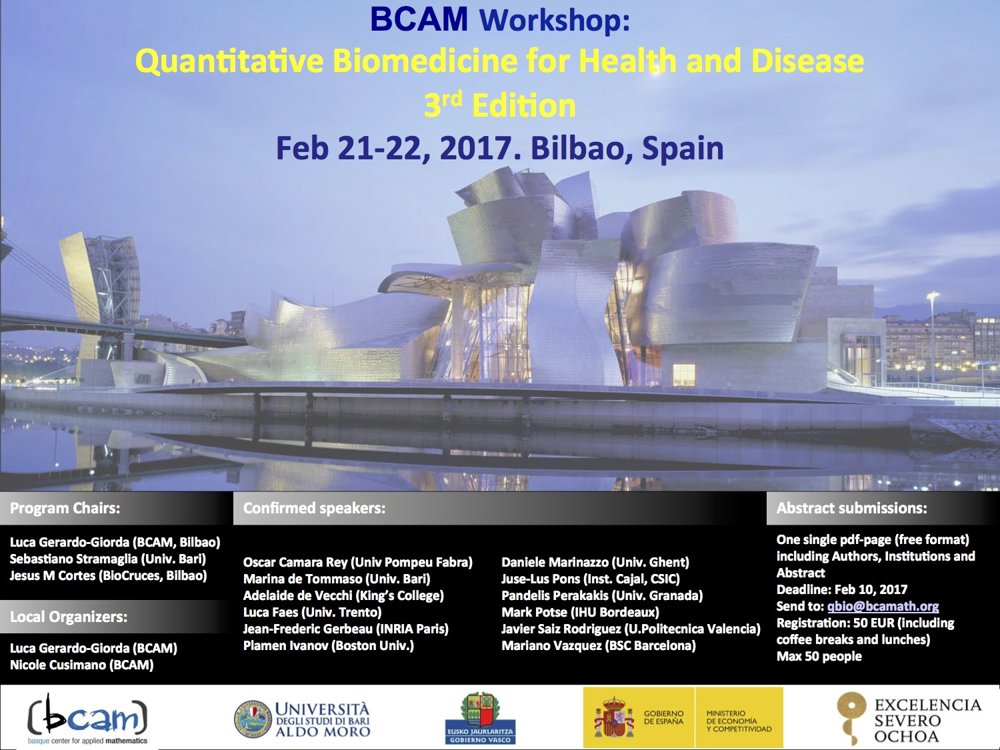 BCAM Workshop:
Quantitative Biomedicine for Health and Disease
3rd Edition
Feb 21-22, 2017. Bilbao, Spain
Program Chairs:
Luca Gerardo-Giorda (BCAM, Bilbao)
Sebastiano Stramaglia (Univ. Bari)
Jesus M Cortes (BioCruces, Bilbao)
Local Organizers:
Luca Gerardo-Giorda (BCAM)
Nicole Cusimano (BCAM)
Confirmed speakers:
Oscar Camara Rey (Univ Pompeu Fabra)
Marina de Tommaso (Univ. Bari)
Adelaide de Vecchi (King's College)
Luca Faes (Univ. Trento)
Jean-Frederic Gerbeau (INRIA Paris)
Plamen Ivanov (Boston Univ.)
Daniele Marinazzo (Univ. Ghent)
Juse-Lus Pons (Inst. Cajal, CSIC)
Pandelis Perakakis (Univ. Granada)
Mark Potse (IHU Bordeaux)
Javier Saiz Rodriguez (U.Politecnica Valencia)
Mariano Vazquez (BSC Barcelona)
Abstract submissions:
One single pdf-page (free format)
including Authors, Institutions and
Abstract
Deadline: Feb 10, 2017
Send to: qbio@bcamath.org
Registration: 50 EUR (including
coffee breaks and lunches)
Max 50 people
(bcam)
basque center for applied mathematics
UNIVERSITÀ
DEGLI STUDI DI BARI
ALDO MORO
EUSKO JAURLARITZA
GOBIERNO VASCO
GOBIERNO
DE ESPAÑA
MINISTERIO
DE ECONOMÍA
Y COMPETITIVIDAD
EXCELENCIA
SEVERO
OCHOA